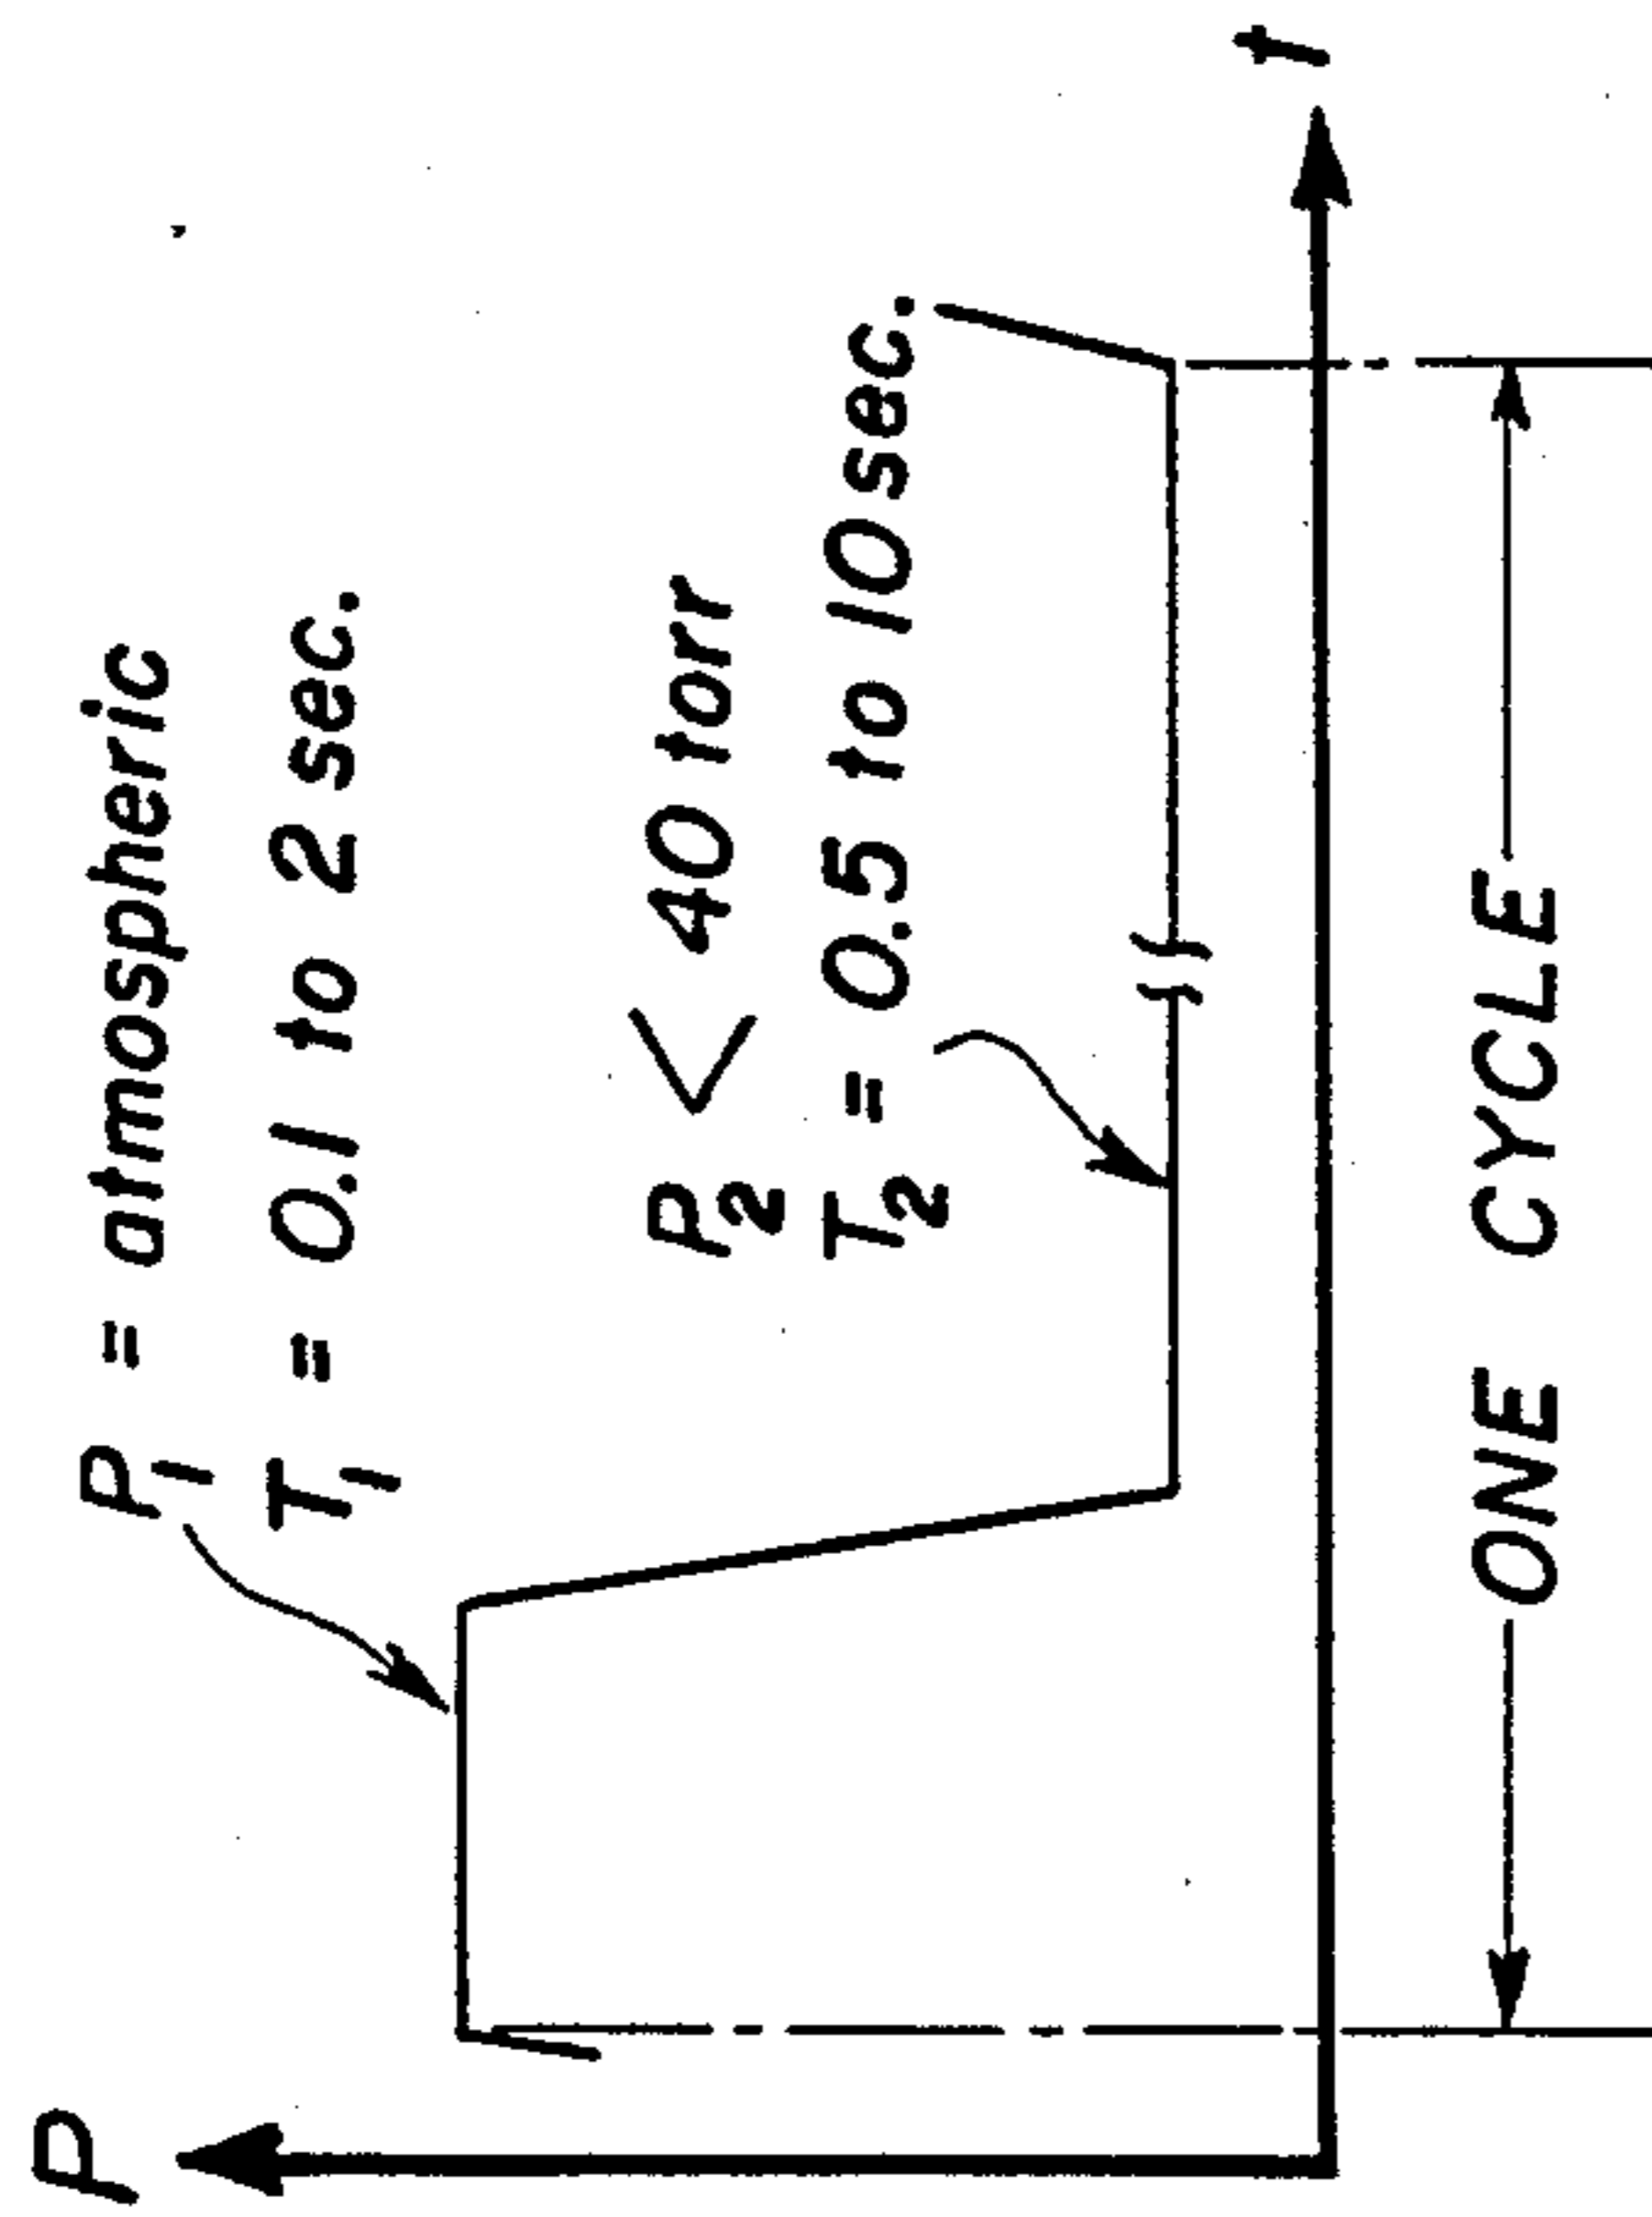 P
P₁ = atmospheric
T₁ = 0.1 to 2 sec.
P₂ < 40 torr
T₂ = 0.5 to 10 sec.
t
ONE CYCLE